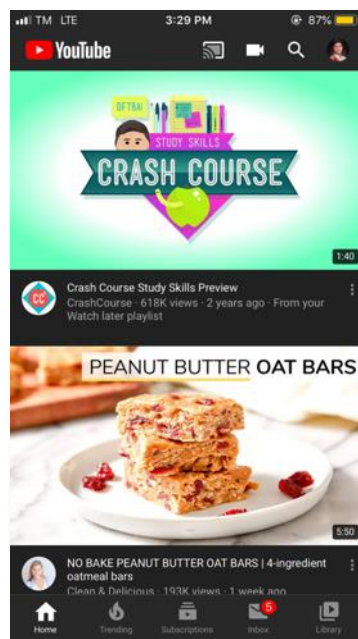 TM LTE 3:29 PM 87%
YouTube
DFTBA!
STUDY SKILLS
CRASH COURSE
1:40
CC
Crash Course Study Skills Preview
CrashCourse · 618K views · 2 years ago · From your
Watch later playlist
PEANUT BUTTER OAT BARS
5:50
NO BAKE PEANUT BUTTER OAT BARS | 4-ingredient
oatmeal bars
Clean & Delicious · 193K views · 1 week ago
5
Home Trending Subscriptions Inbox Library